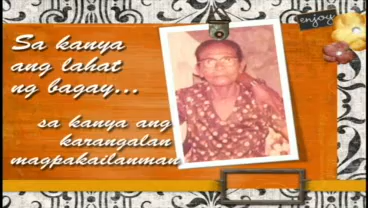 enjoy
Sa kanya
ang lahat
ng bagay...
sa kanya ang
karangalan
magpakailanman